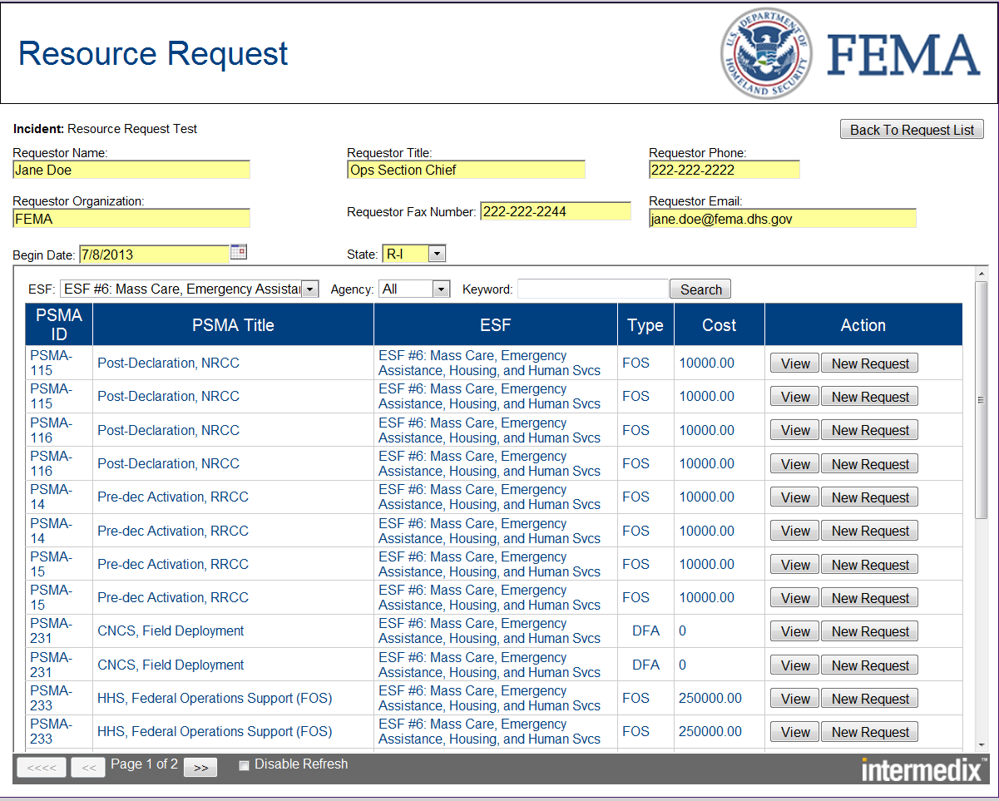 Resource Request
U.S. DEPARTMENT OF HOMELAND SECURITY
FEMA
Incident: Resource Request Test
Back To Request List
Requestor Name:
Requestor Title:
Requestor Phone:
Jane Doe
Ops Section Chief
222-222-2222
Requestor Organization:
Requestor Fax Number: 222-222-2244
Requestor Email:
FEMA
jane.doe@fema.dhs.gov
Begin Date: 7/8/2013
State: R-I
ESF: ESF #6: Mass Care, Emergency Assistar Agency: All Keyword: Search
PSMA ID PSMA Title ESF Type Cost Action
PSMA-115 Post-Declaration, NRCC ESF #6: Mass Care, Emergency Assistance, Housing, and Human Svcs FOS 10000.00 View New Request
PSMA-115 Post-Declaration, NRCC ESF #6: Mass Care, Emergency Assistance, Housing, and Human Svcs FOS 10000.00 View New Request
PSMA-116 Post-Declaration, NRCC ESF #6: Mass Care, Emergency Assistance, Housing, and Human Svcs FOS 10000.00 View New Request
PSMA-116 Post-Declaration, NRCC ESF #6: Mass Care, Emergency Assistance, Housing, and Human Svcs FOS 10000.00 View New Request
PSMA-14 Pre-dec Activation, RRCC ESF #6: Mass Care, Emergency Assistance, Housing, and Human Svcs FOS 10000.00 View New Request
PSMA-14 Pre-dec Activation, RRCC ESF #6: Mass Care, Emergency Assistance, Housing, and Human Svcs FOS 10000.00 View New Request
PSMA-15 Pre-dec Activation, RRCC ESF #6: Mass Care, Emergency Assistance, Housing, and Human Svcs FOS 10000.00 View New Request
PSMA-15 Pre-dec Activation, RRCC ESF #6: Mass Care, Emergency Assistance, Housing, and Human Svcs FOS 10000.00 View New Request
PSMA-231 CNCS, Field Deployment ESF #6: Mass Care, Emergency Assistance, Housing, and Human Svcs DFA 0 View New Request
PSMA-231 CNCS, Field Deployment ESF #6: Mass Care, Emergency Assistance, Housing, and Human Svcs DFA 0 View New Request
PSMA-233 HHS, Federal Operations Support (FOS) ESF #6: Mass Care, Emergency Assistance, Housing, and Human Svcs FOS 250000.00 View New Request
PSMA-233 HHS, Federal Operations Support (FOS) ESF #6: Mass Care, Emergency Assistance, Housing, and Human Svcs FOS 250000.00 View New Request
<<<< << Page 1 of 2 >> Disable Refresh intermedix™